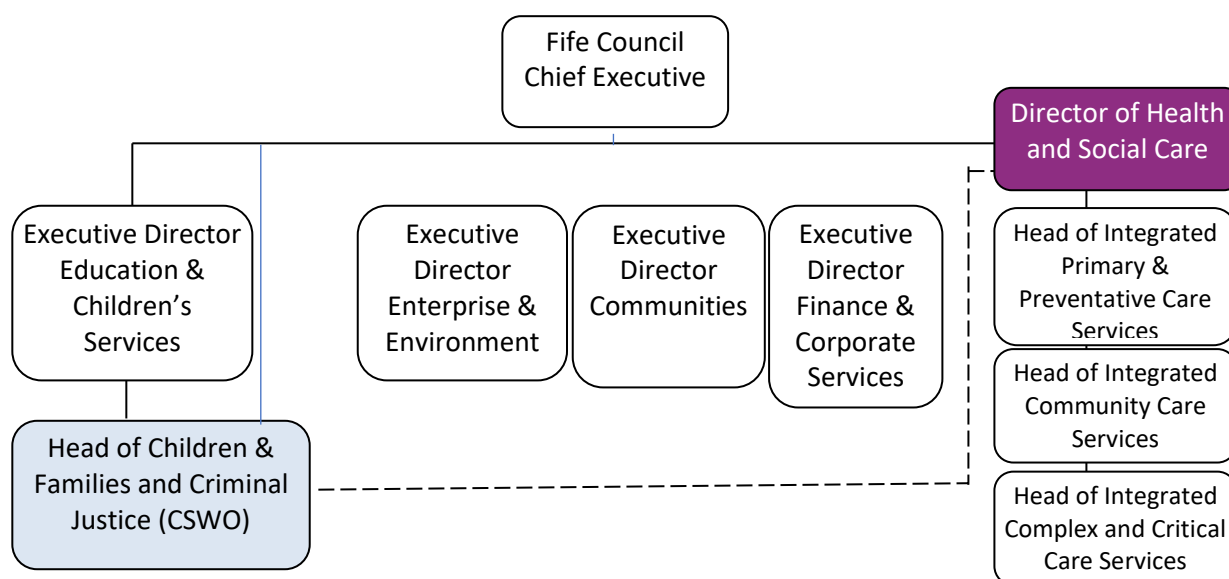 Fife Council
Chief Executive
Director of Health
and Social Care
Executive Director
Education &
Children’s
Services
Executive
Director
Enterprise &
Environment
Executive
Director
Communities
Executive
Director
Finance &
Corporate
Services
Head of Integrated
Primary &
Preventative Care
Services
Head of Integrated
Community Care
Services
Head of Children &
Families and Criminal
Justice (CSWO)
Head of Integrated
Complex and Critical
Care Services